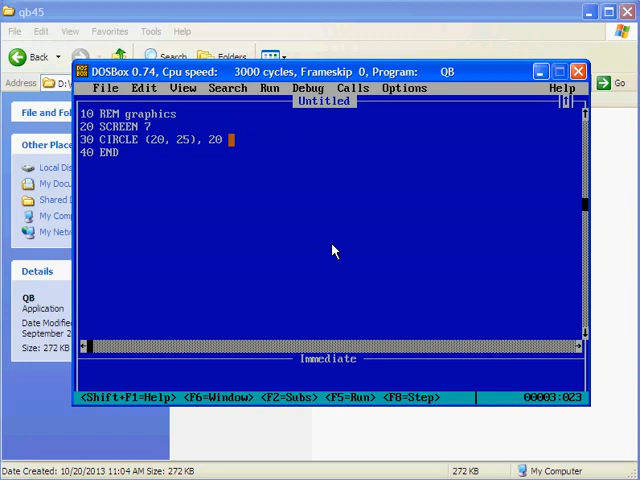 qb45
File Edit View Favorites Tools Help
Back Search Folders
Address D:\ Go
DOSBox 0.74, Cpu speed: 3000 cycles, Frameskip 0, Program: QB
File Edit View Search Run Debug Calls Options Help
Untitled
10 REM graphics
20 SCREEN 7
30 CIRCLE (20, 25), 20
40 END
File and Fo
Other Place
Local Dis
My Docu
Shared D
My Comp
My Netw
Details
QB
Application
Date Modifie
September 2
Size: 272 KB
Immediate
<Shift+F1=Help> <F6=Window> <F2=Subs> <F5=Run> <F8=Step> 00003:023
Date Created: 10/20/2013 11:04 AM Size: 272 KB 272 KB My Computer